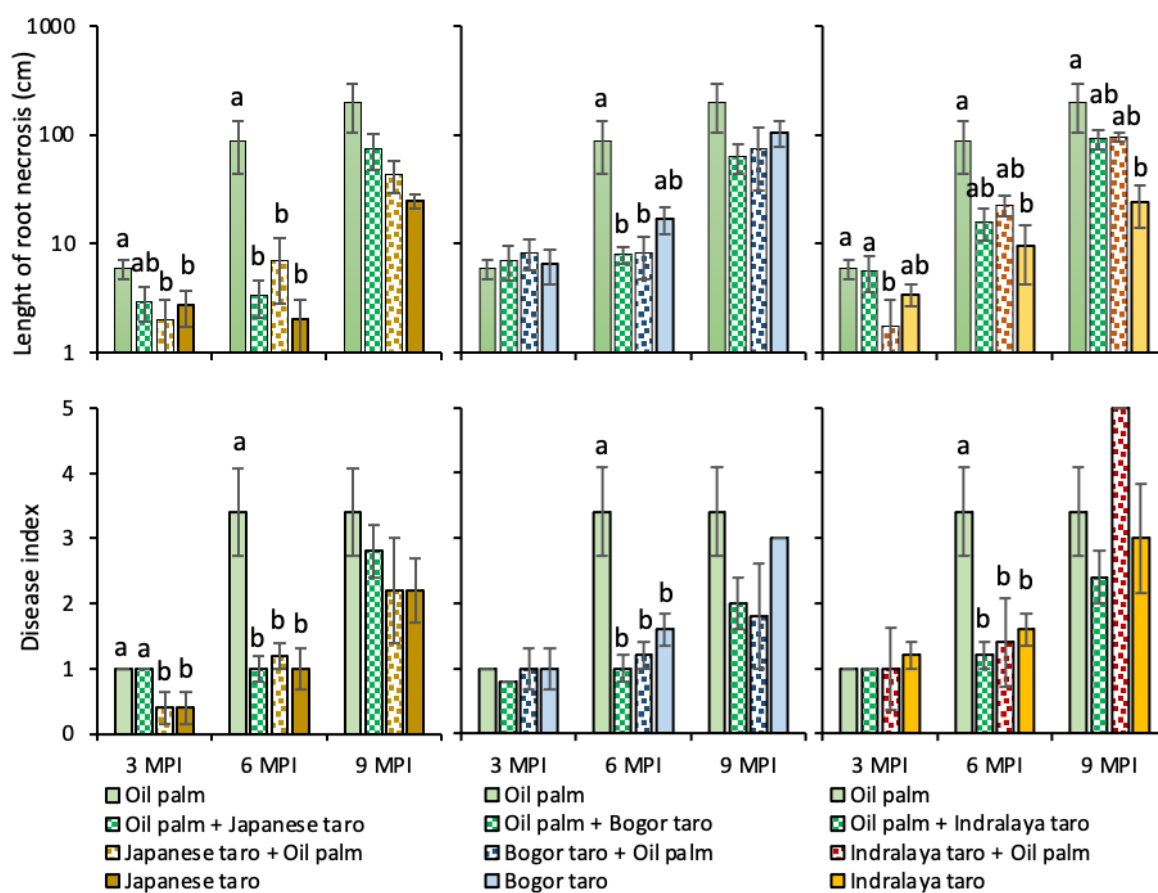 Lenght of root necrosis (cm)
1000
100
10
1
a ab b b
a b b b
a b b ab
a a b ab
a ab ab b
a ab ab b
Disease index
5
4
3
2
1
0
a a b b
a b b b
a b b b
a b b b
3 MPI 6 MPI 9 MPI
3 MPI 6 MPI 9 MPI
3 MPI 6 MPI 9 MPI
Oil palm
Oil palm + Japanese taro
Japanese taro + Oil palm
Japanese taro
Oil palm
Oil palm + Bogor taro
Bogor taro + Oil palm
Bogor taro
Oil palm
Oil palm + Indralaya taro
Indralaya taro + Oil palm
Indralaya taro